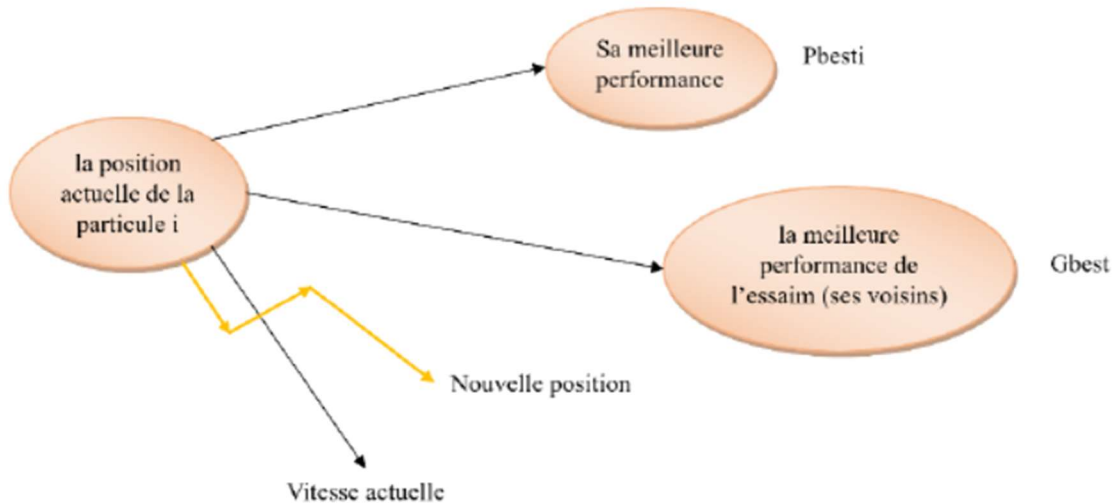 Sa meilleure
performance
Pbesti
la position
actuelle de la
particule i
la meilleure
performance de
l'essaim (ses voisins)
Gbest
Nouvelle position
Vitesse actuelle